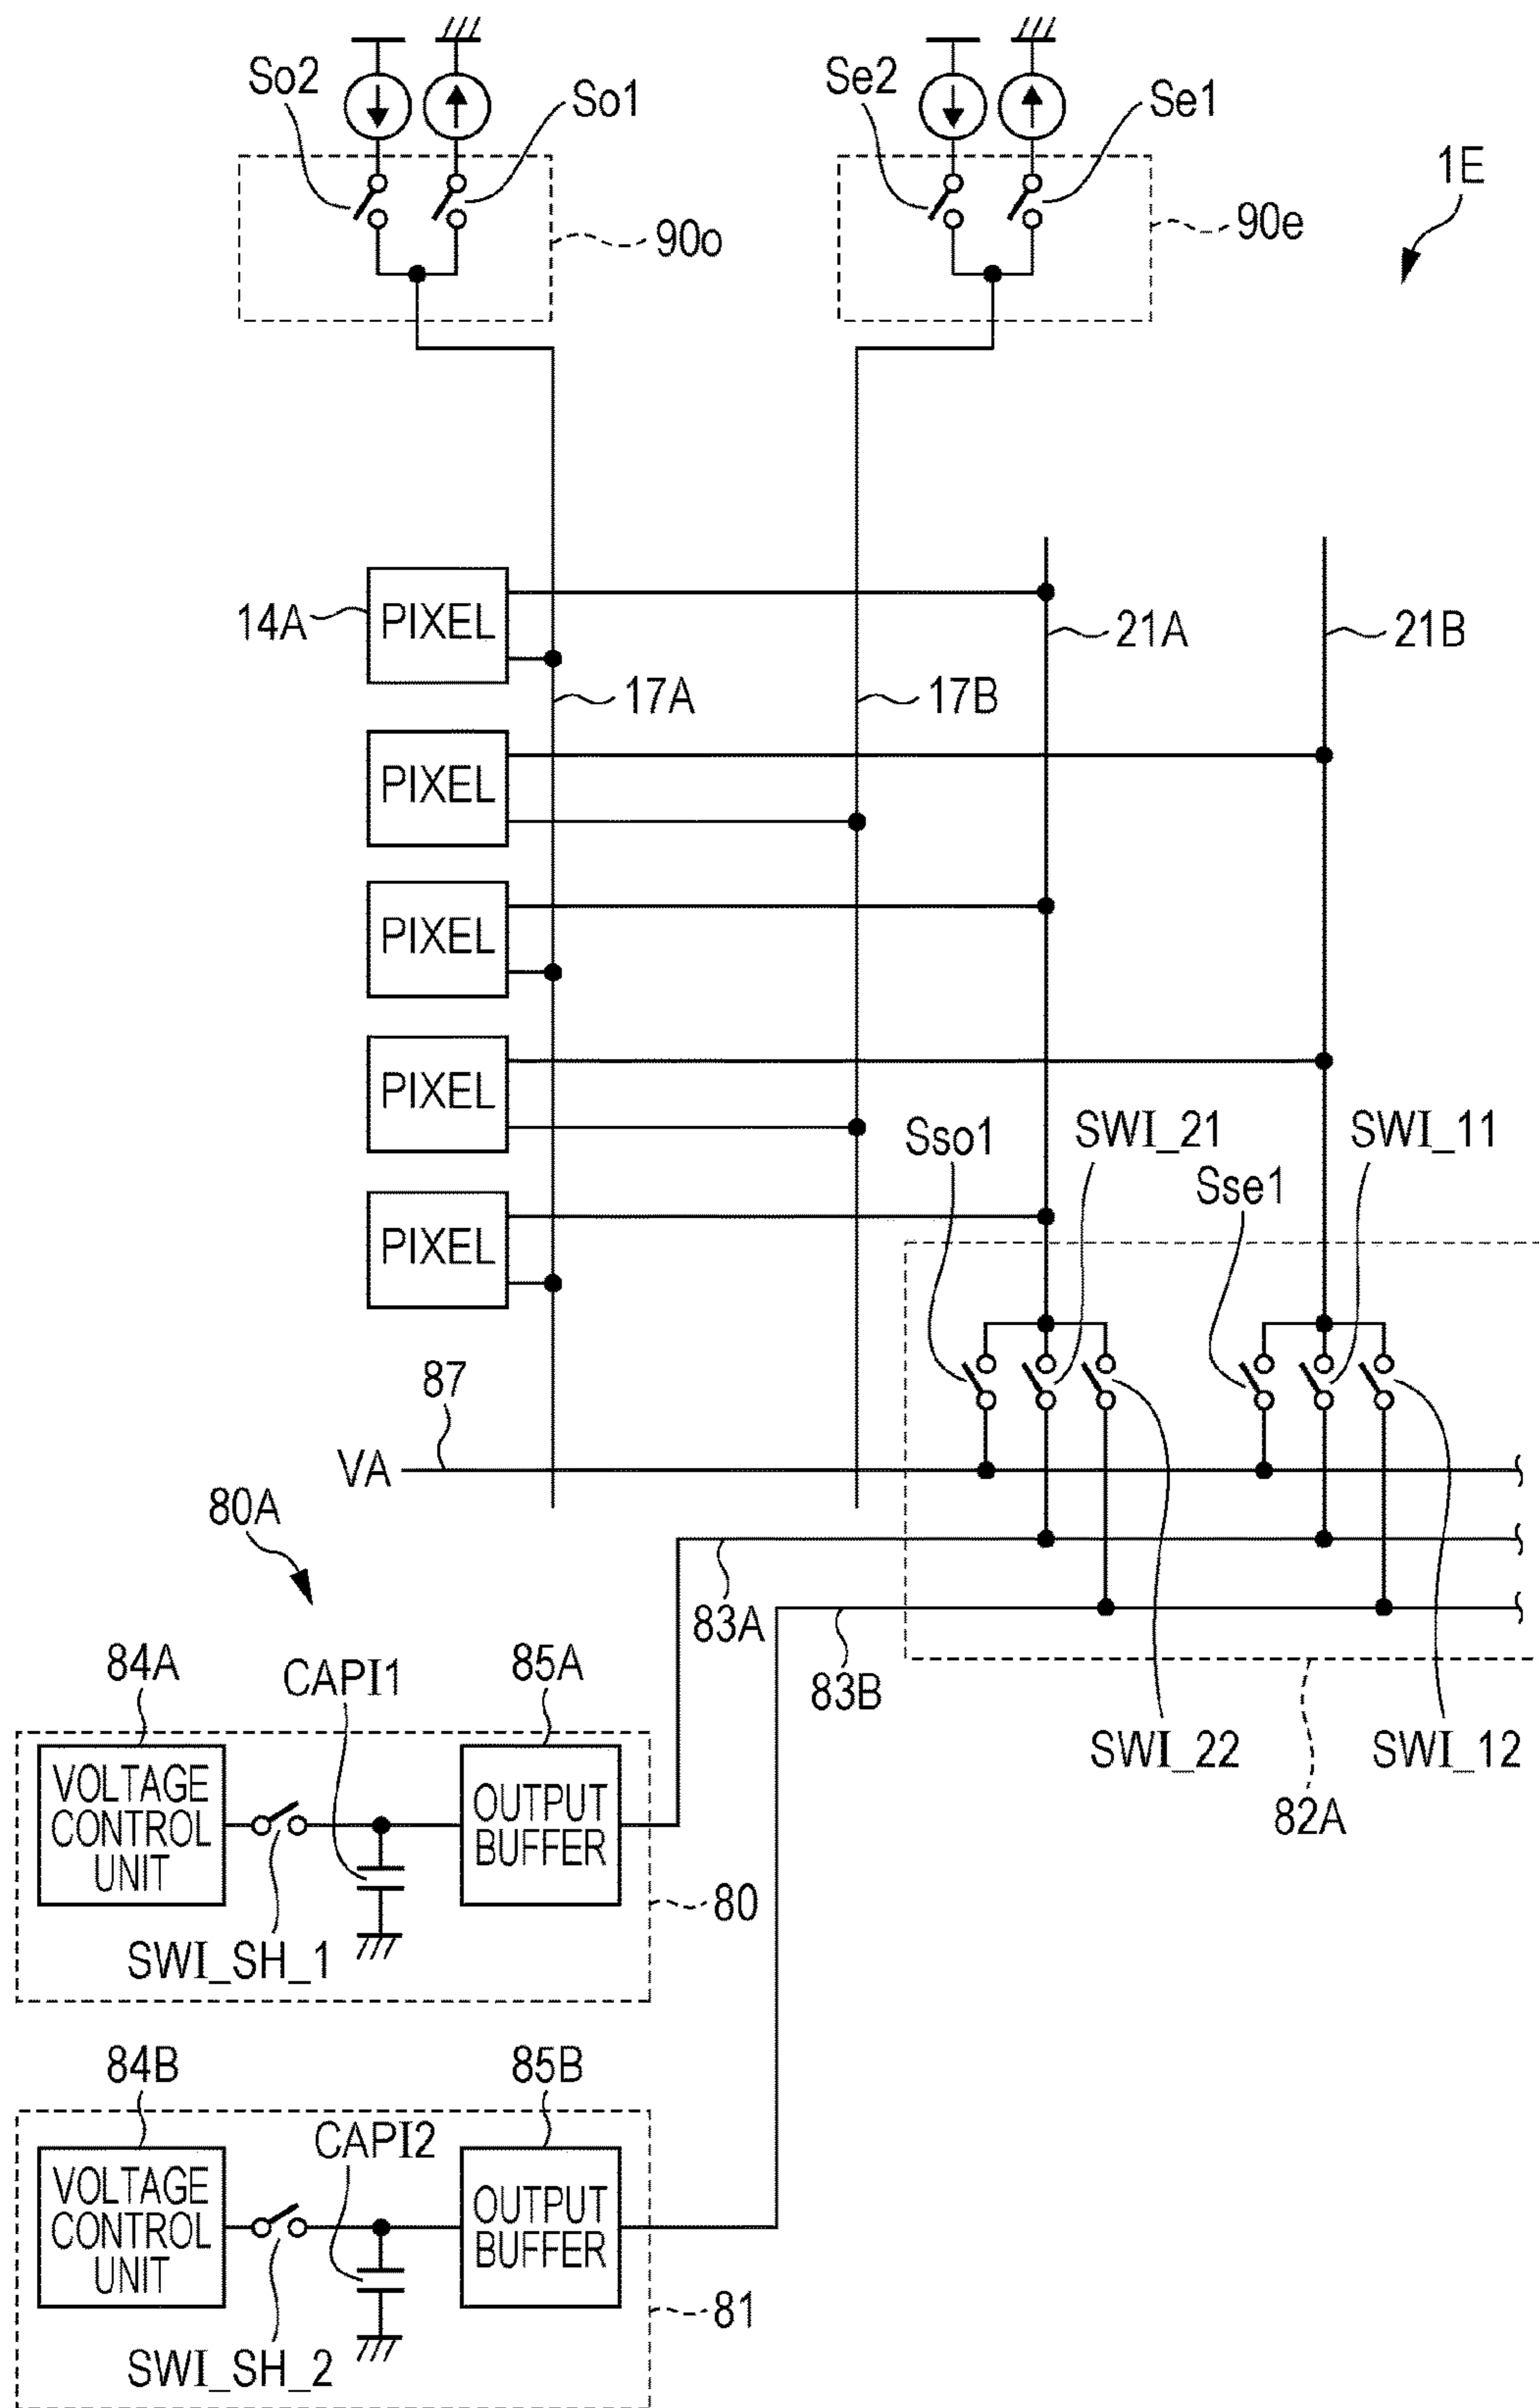 So2
So1
Se2
Se1
1E
90o
90e
14A
PIXEL
21A
21B
17A
17B
PIXEL
PIXEL
PIXEL
Sso1
SWI_21
SWI_11
Sse1
PIXEL
87
VA
80A
83A
83B
84A
CAPI1
85A
SWI_22
SWI_12
82A
VOLTAGE
CONTROL
UNIT
OUTPUT
BUFFER
80
SWI_SH_1
84B
CAPI2
85B
VOLTAGE
CONTROL
UNIT
OUTPUT
BUFFER
81
SWI_SH_2